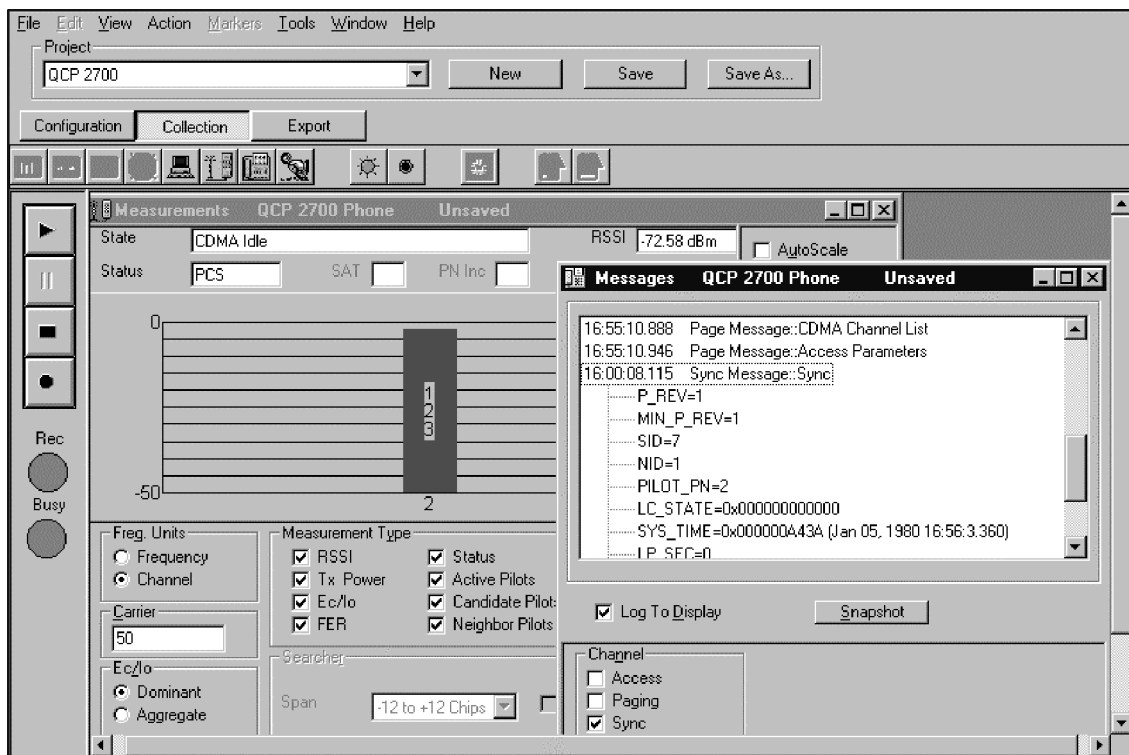 File Edit View Action Markers Tools Window Help
Project
QCP 2700
New
Save
Save As...
Configuration
Collection
Export
Measurements QCP 2700 Phone Unsaved
State
CDMA Idle
RSSI
-72.58 dBm
AutoScale
Status
PCS
SAT
PN Inc
0
-50
1
2
3
2
Rec
Busy
Freq. Units
Frequency
Channel
Carrier
50
Ec/Io
Dominant
Aggregate
Measurement Type
RSSI
Tx Power
Ec/Io
FER
Status
Active Pilots
Candidate Pilot
Neighbor Pilots
Searcher
Span
-12 to +12 Chips
Messages QCP 2700 Phone Unsaved
16:55:10.888 Page Message::CDMA Channel List
16:55:10.946 Page Message::Access Parameters
16:00:08.115 Sync Message::Sync
P_REV=1
MIN_P_REV=1
SID=7
NID=1
PILOT_PN=2
LC_STATE=0x000000000000
SYS_TIME=0x000000A43A (Jan 05, 1980 16:56:3.360)
LP_SEC=0
Log To Display
Snapshot
Channel
Access
Paging
Sync